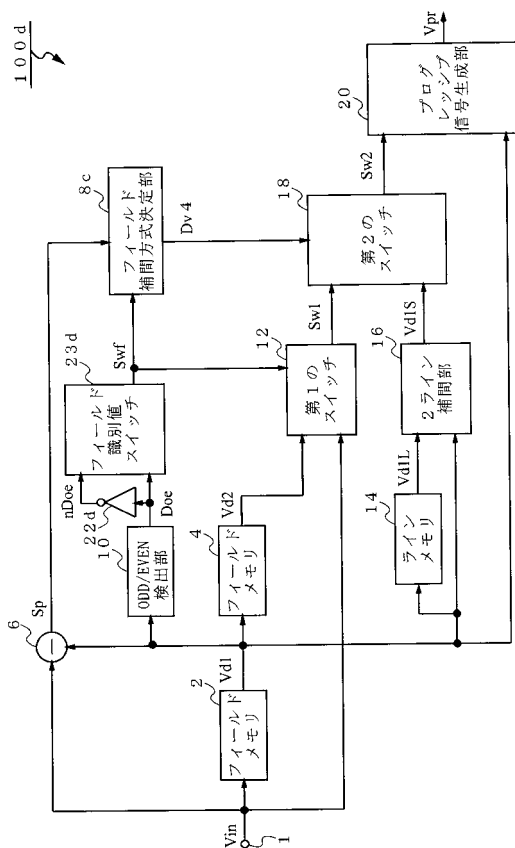 100d
Vin
1
2
フィールド
メモリ
Vd1
6
Sp
10
ODD/EVEN
検出部
22d
nDoe
Doe
23d
フィールド
識別値
スイッチ
Swf
8c
フィールド
補間方式決定部
Dv4
4
フィールド
メモリ
Vd2
12
第1の
スイッチ
Sw1
14
ライン
メモリ
Vd1L
16
2ライン
補間部
Vd1S
18
第2の
スイッチ
Sw2
20
プログ
レッシブ
信号生成部
Vpr